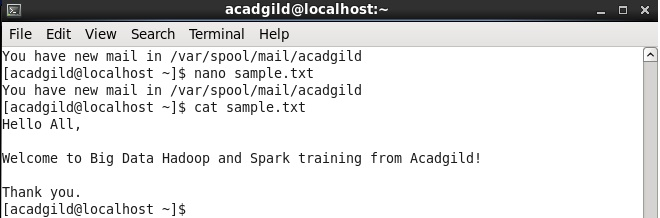 acadgild@localhost:~
File Edit View Search Terminal Help
You have new mail in /var/spool/mail/acadgild
[acadgild@localhost ~]$ nano sample.txt
You have new mail in /var/spool/mail/acadgild
[acadgild@localhost ~]$ cat sample.txt
Hello All,
Welcome to Big Data Hadoop and Spark training from Acadgild!
Thank you.
[acadgild@localhost ~]$